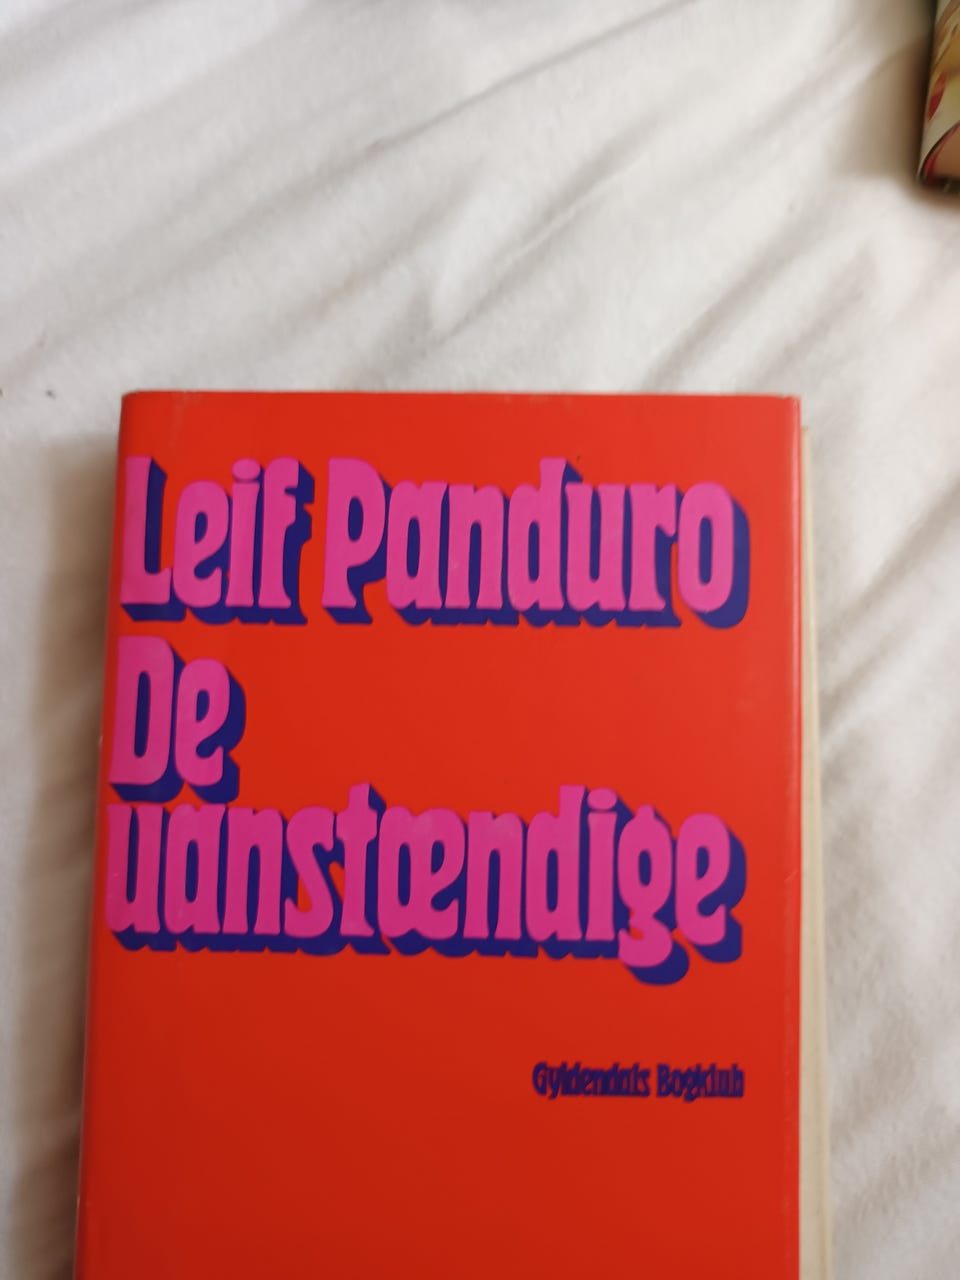 Leif Panduro
De
uanstændige
Gyldendals Bogklub